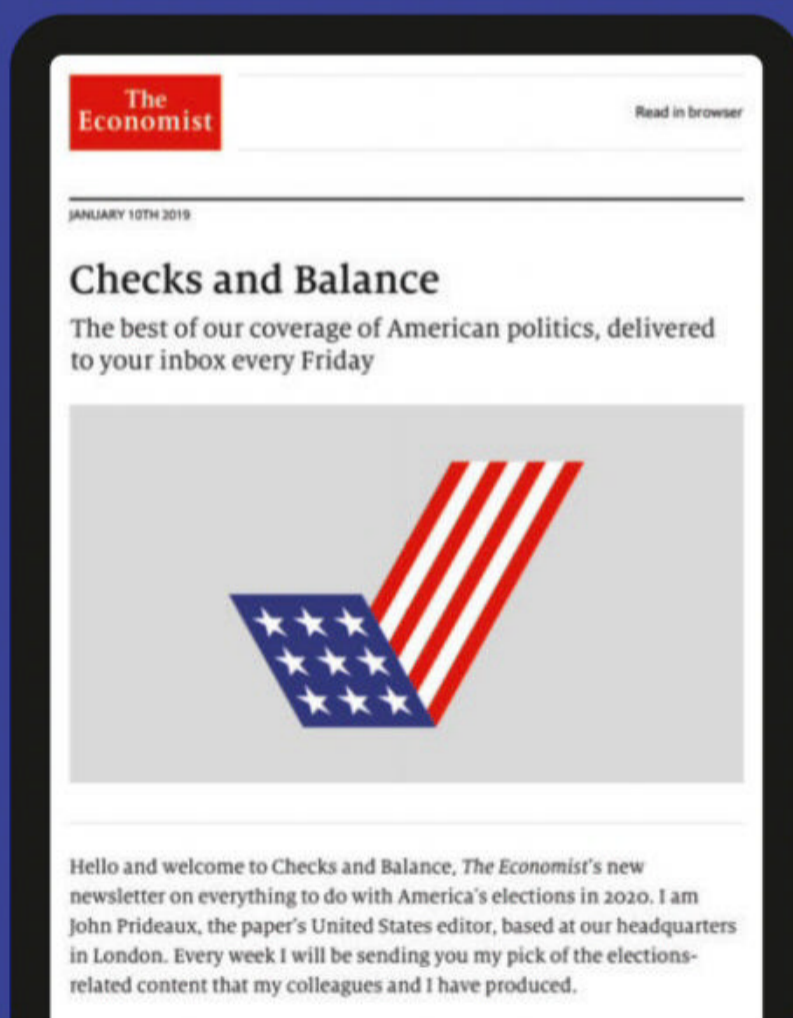 The
Economist
Read in browser
JANUARY 10TH 2019
Checks and Balance
The best of our coverage of American politics, delivered
to your inbox every Friday
Hello and welcome to Checks and Balance, The Economist's new
newsletter on everything to do with America's elections in 2020. I am
John Prideaux, the paper's United States editor, based at our headquarters
in London. Every week I will be sending you my pick of the elections-
related content that my colleagues and I have produced.